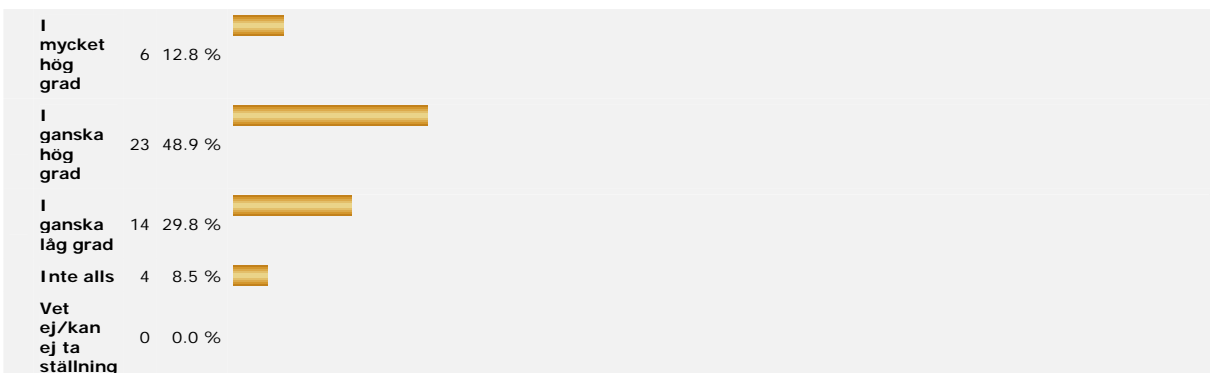 I
mycket
hög
grad
6 12.8 %
I
ganska
hög
grad
23 48.9 %
I
ganska
låg grad
14 29.8 %
Inte alls 4 8.5 %
Vet
ej/kan
ej ta
ställning
0 0.0 %